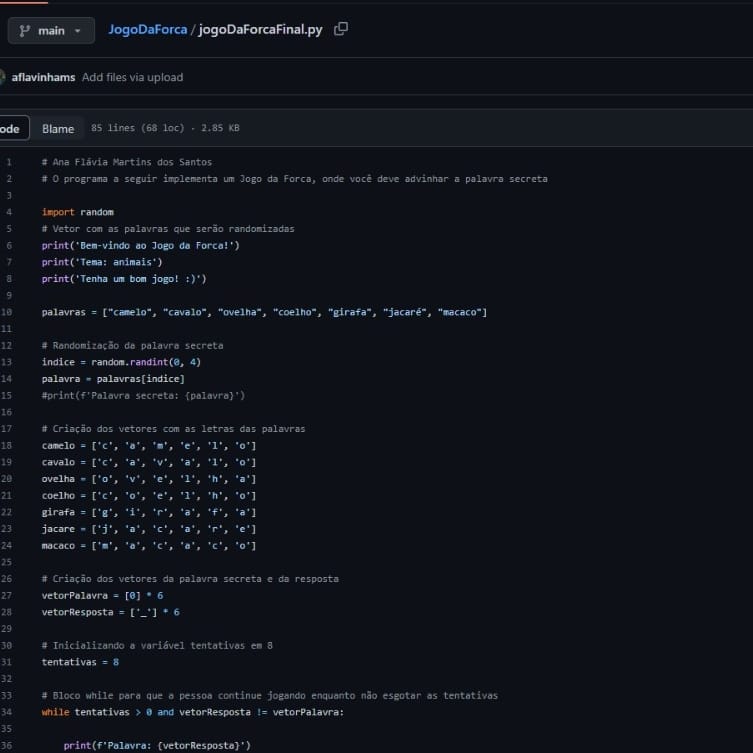 main
JogoDaForca / jogoDaForcaFinal.py
aflavinhams Add files via upload
ode Blame 85 lines (68 loc) · 2.85 KB
1 # Ana Flávia Martins dos Santos
2 # O programa a seguir implementa um Jogo da Forca, onde você deve advinhar a palavra secreta
3
4 import random
5 # Vetor com as palavras que serão randomizadas
6 print('Bem-vindo ao Jogo da Forca!')
7 print('Tema: animais')
8 print('Tenha um bom jogo! :)')
9
10 palavras = ["camelo", "cavalo", "ovelha", "coelho", "girafa", "jacaré", "macaco"]
11
12 # Randomização da palavra secreta
13 indice = random.randint(0, 4)
14 palavra = palavras[indice]
15 #print(f'Palavra secreta: {palavra}')
16
17 # Criação dos vetores com as letras das palavras
18 camelo = ['c', 'a', 'm', 'e', 'l', 'o']
19 cavalo = ['c', 'a', 'v', 'a', 'l', 'o']
20 ovelha = ['o', 'v', 'e', 'l', 'h', 'a']
21 coelho = ['c', 'o', 'e', 'l', 'h', 'o']
22 girafa = ['g', 'i', 'r', 'a', 'f', 'a']
23 jacare = ['j', 'a', 'c', 'a', 'r', 'e']
24 macaco = ['m', 'a', 'c', 'a', 'c', 'o']
25
26 # Criação dos vetores da palavra secreta e da resposta
27 vetorPalavra = [0] * 6
28 vetorResposta = ['_'] * 6
29
30 # Inicializando a variável tentativas em 8
31 tentativas = 8
32
33 # Bloco while para que a pessoa continue jogando enquanto não esgotar as tentativas
34 while tentativas > 0 and vetorResposta != vetorPalavra:
35
36 print(f'Palavra: {vetorResposta}')